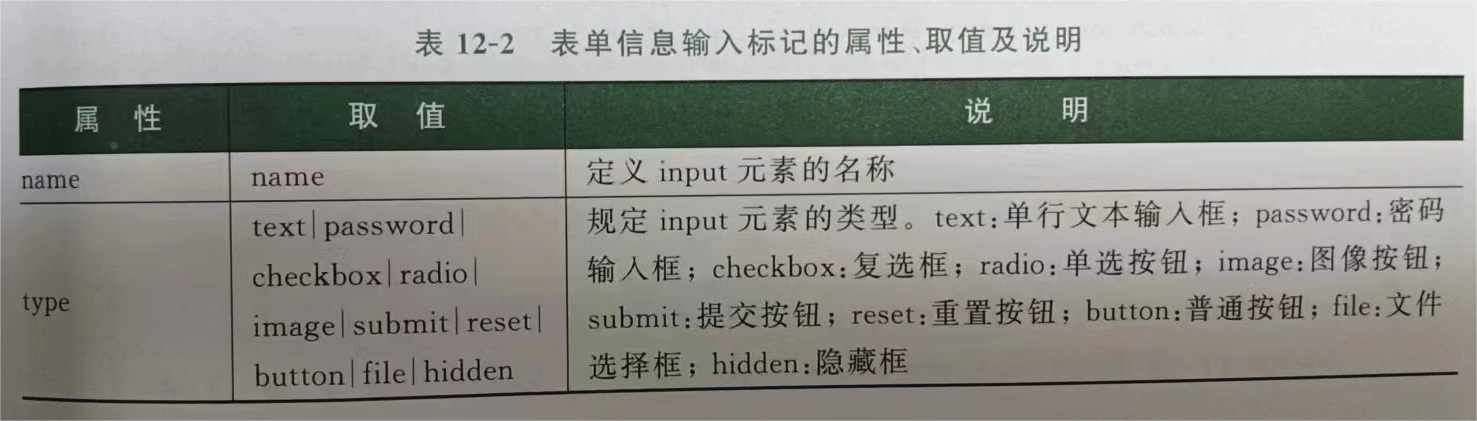 表 12-2 表单信息输入标记的属性、取值及说明
属 性 取 值 说 明
name name 定义 input 元素的名称
type
text|password|
checkbox|radio|
image|submit|reset|
button|file|hidden
规定 input 元素的类型。text:单行文本输入框；password:密码
输入框；checkbox:复选框；radio:单选按钮；image:图像按钮；
submit:提交按钮；reset:重置按钮；button:普通按钮；file:文件
选择框；hidden:隐藏框